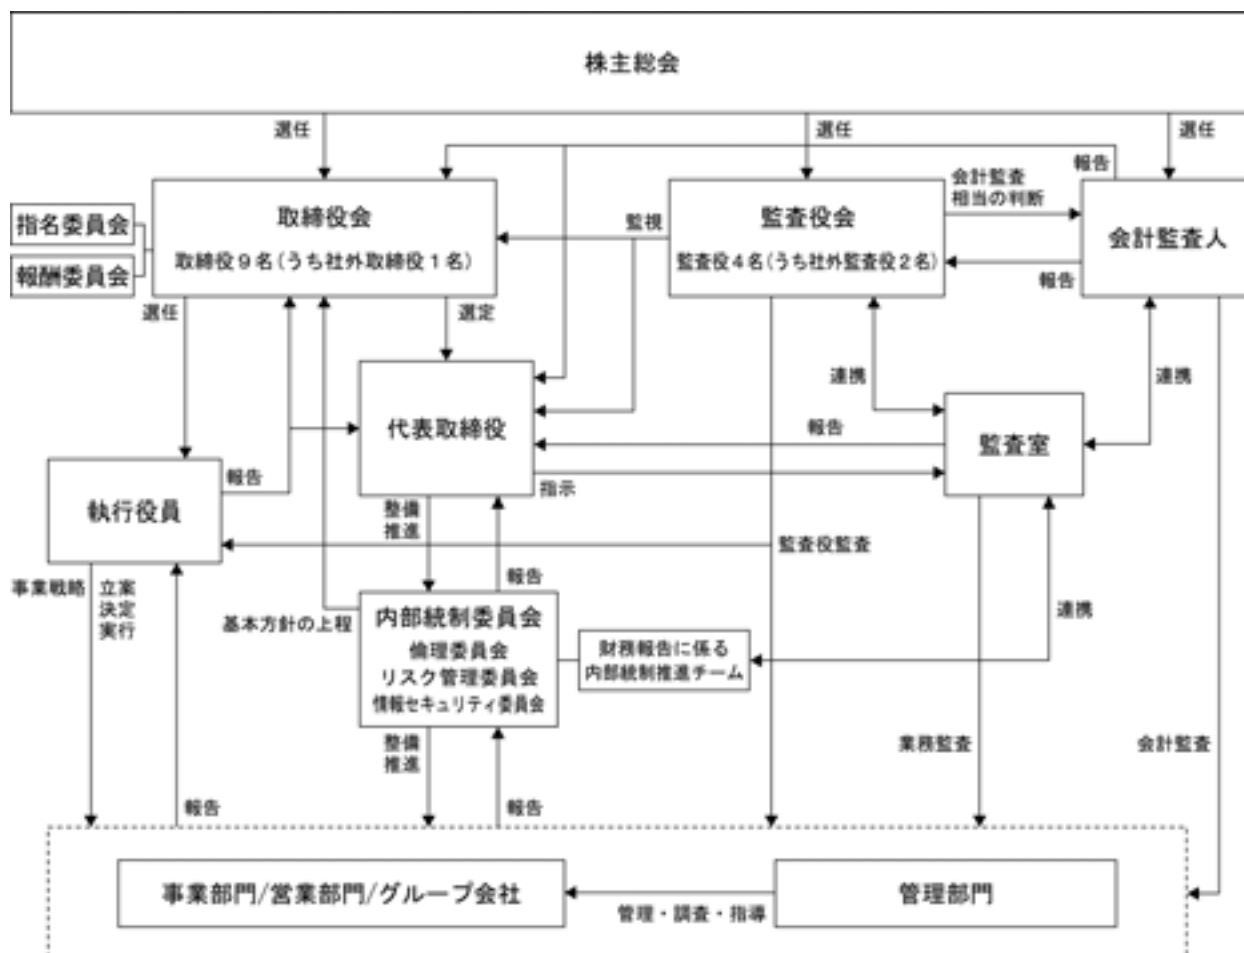 株主総会
選任
選任
選任
報告
会計監査
相当の判断
取締役会
取締役9名(うち社外取締役1名)
指名委員会
報酬委員会
監視
監査役会
監査役4名(うち社外監査役2名)
会計監査人
報告
選任
選定
連携
連携
代表取締役
報告
監査室
報告
指示
執行役員
整備
推進
監査役監査
事業戦略
立案
決定
実行
報告
基本方針の上程
内部統制委員会
倫理委員会
リスク管理委員会
情報セキュリティ委員会
財務報告に係る
内部統制推進チーム
連携
整備
推進
業務監査
会計監査
報告
報告
事業部門/営業部門/グループ会社
管理・調査・指導
管理部門